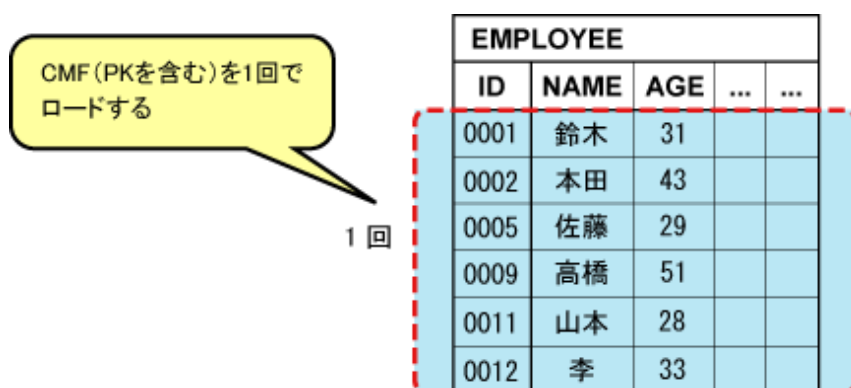 CMF(PKを含む)を1回で
ロードする
1 回
EMPLOYEE
ID NAME AGE ... ...
0001 鈴木 31
0002 本田 43
0005 佐藤 29
0009 高橋 51
0011 山本 28
0012 李 33